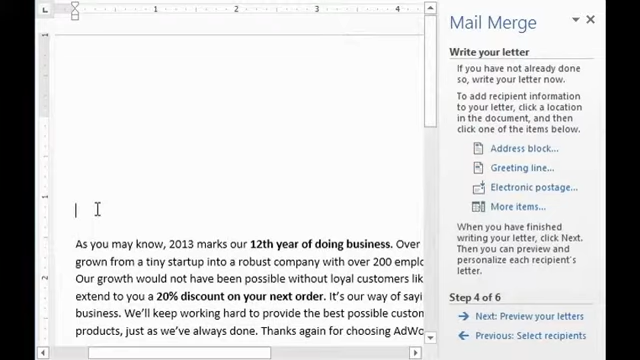 1 2 3 4
Mail Merge
Write your letter
If you have not already done
so, write your letter now.
To add recipient information
to your letter, click a location
in the document, and then
click one of the items below.
Address block...
Greeting line...
Electronic postage...
More items...
When you have finished
writing your letter, click Next.
Then you can preview and
personalize each recipient's
letter.
Step 4 of 6
Next: Preview your letters
Previous: Select recipients
1
1
2
As you may know, 2013 marks our 12th year of doing business. Over
grown from a tiny startup into a robust company with over 200 emplo
Our growth would not have been possible without loyal customers lik
extend to you a 20% discount on your next order. It's our way of sayi
business. We'll keep working hard to provide the best possible custom
products, just as we've always done. Thanks again for choosing AdWo